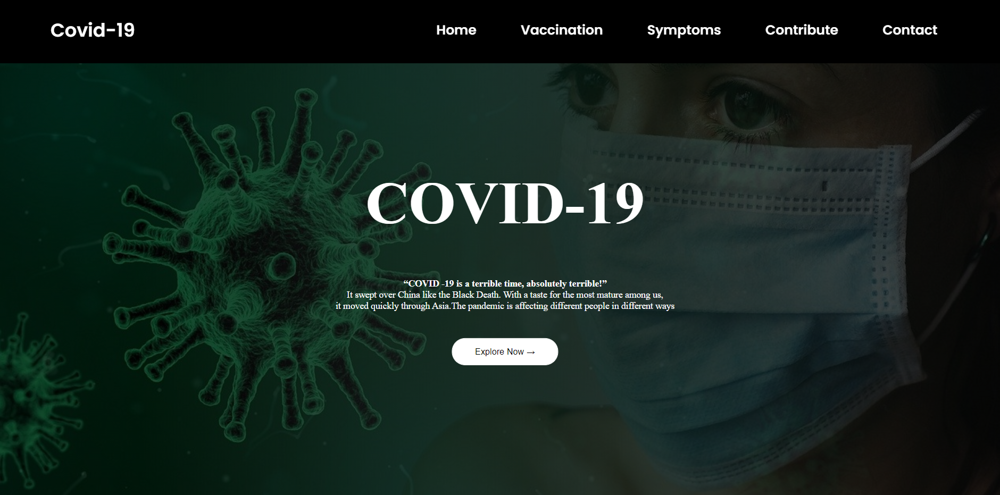 Covid-19
Home Vaccination Symptoms Contribute Contact
COVID-19
“COVID -19 is a terrible time, absolutely terrible!”
It swept over China like the Black Death. With a taste for the most mature among us,
it moved quickly through Asia.The pandemic is affecting different people in different ways
Explore Now →